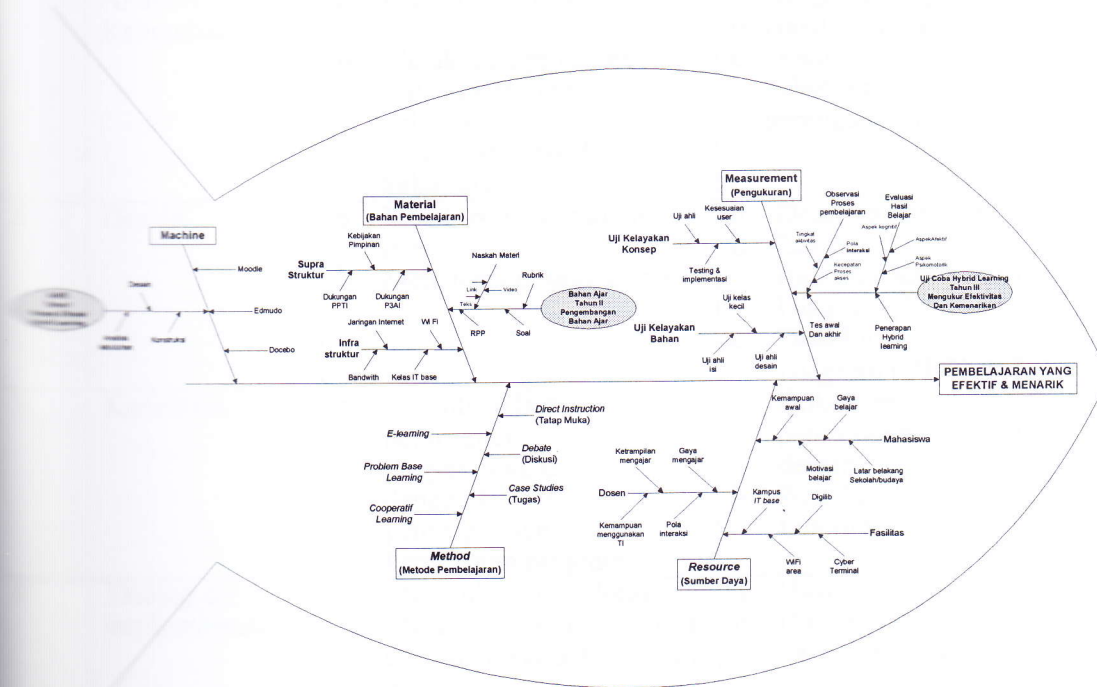 Machine
Moodle
Desain
Edmudo
Konstruksi
Docebo
Material
(Bahan Pembelajaran)
Kebijakan
Pimpinan
Supra
Struktur
Dukungan
PPTI
Dukungan
P3AI
Naskah Materi
Link
Video
Teks
Rubrik
RPP
Soal
Bahan Ajar
Tahun II
Pengembangan
Bahan Ajar
Jaringan Internet
Wi Fi
Infra
struktur
Bandwith
Kelas IT base
Measurement
(Pengukuran)
Uji ahli
Kesesuaian
user
Uji Kelayakan
Konsep
Testing &
implementasi
Observasi
Proses
pembelajaran
Tingkat
aktivitas
Pola
interaksi
Kecepatan
Proses
akses
Evaluasi
Hasil
Belajar
Aspek kognitif
AspekAfektif
Aspek
Psikomotorik
Uji Coba Hybrid Learning
Tahun III
Mengukur Efektivitas
Dan Kemenarikan
Tes awal
Dan akhir
Penerapan
Hybrid
learning
Uji kelas
kecil
Uji Kelayakan
Bahan
Uji ahli
isi
Uji ahli
desain
PEMBELAJARAN YANG
EFEKTIF & MENARIK
Direct Instruction
(Tatap Muka)
E-learning
Debate
(Diskusi)
Problem Base
Learning
Case Studies
(Tugas)
Cooperatif
Learning
Method
(Metode Pembelajaran)
Kemampuan
awal
Gaya
belajar
Mahasiswa
Motivasi
belajar
Latar belakang
Sekolah/budaya
Ketrampilan
mengajar
Gaya
mengajar
Dosen
Kemampuan
menggunakan
TI
Pola
interaksi
Kampus
IT base
Digilib
Fasilitas
WiFi
area
Cyber
Terminal
Resource
(Sumber Daya)